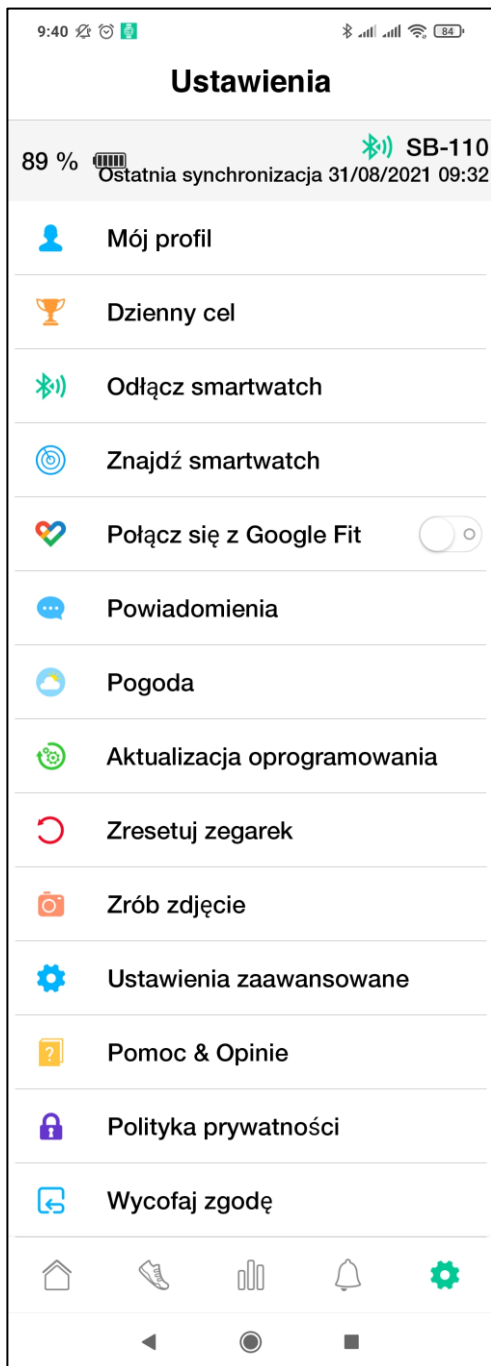 9:40 84
Ustawienia
89 % SB-110
Ostatnia synchronizacja 31/08/2021 09:32
Mój profil
Dzienny cel
Odłącz smartwatch
Znajdź smartwatch
Połącz się z Google Fit
Powiadomienia
Pogoda
Aktualizacja oprogramowania
Zresetuj zegarek
Zrób zdjęcie
Ustawienia zaawansowane
Pomoc & Opinie
Polityka prywatności
Wycofaj zgodę